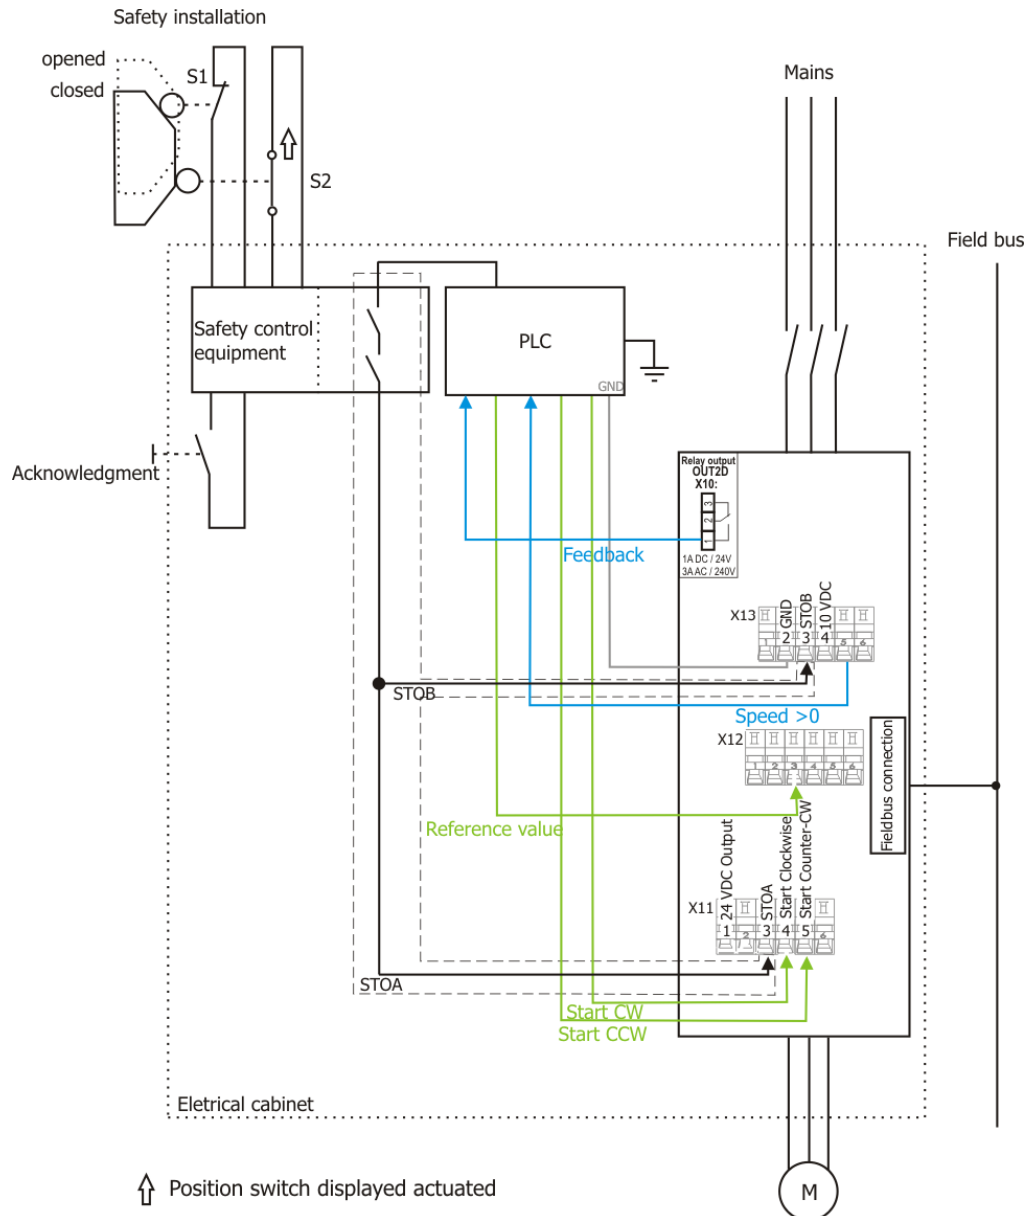 Safety installation
opened
closed
S1
S2
Mains
Field bus
Safety control
equipment
PLC
GND
Acknowledgment
Relay output
OUT2D
X10:
3
2
1
1A DC / 24V
3A AC / 240V
Feedback
X13
GND
STOB
10 VDC
1 2 3 4 5 6
STOB
Speed >0
X12
1 2 3 4 5 6
Fieldbus connection
Reference value
24 VDC Output
STOA
Start Clockwise
Start Counter-CW
X11
1 2 3 4 5 6
STOA
Start CW
Start CCW
Eletrical cabinet
Position switch displayed actuated
M